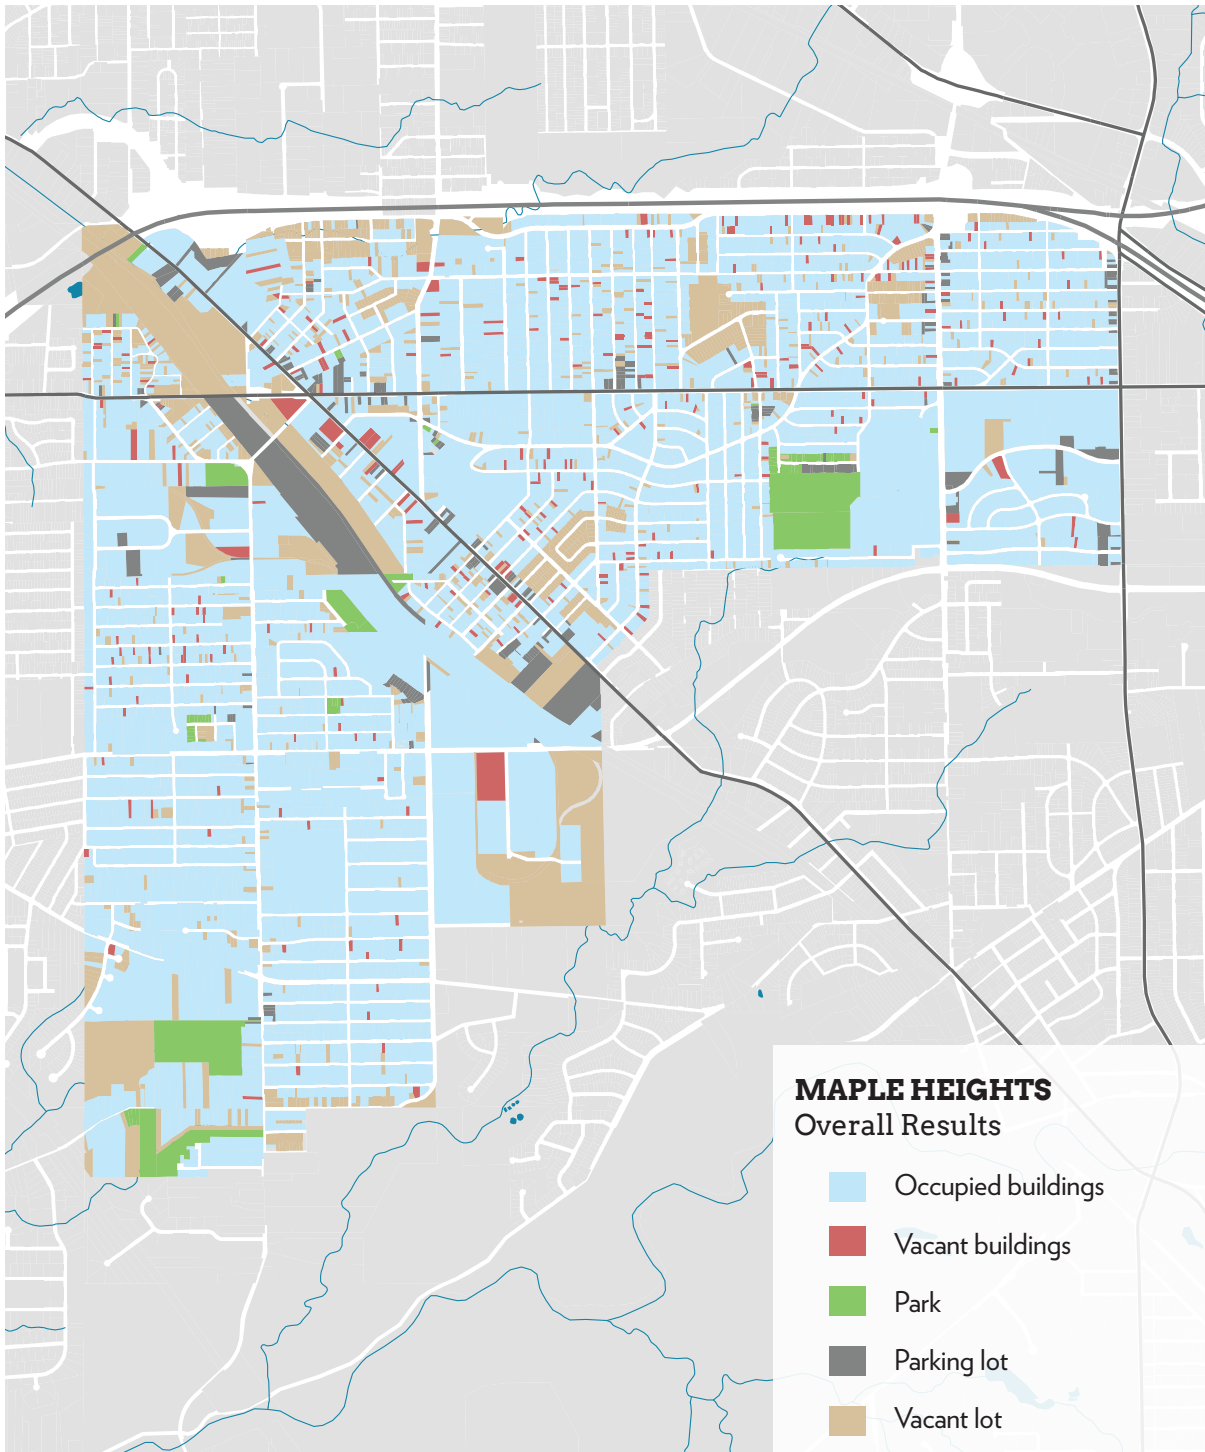 MAPLE HEIGHTS
Overall Results
Occupied buildings
Vacant buildings
Park
Parking lot
Vacant lot